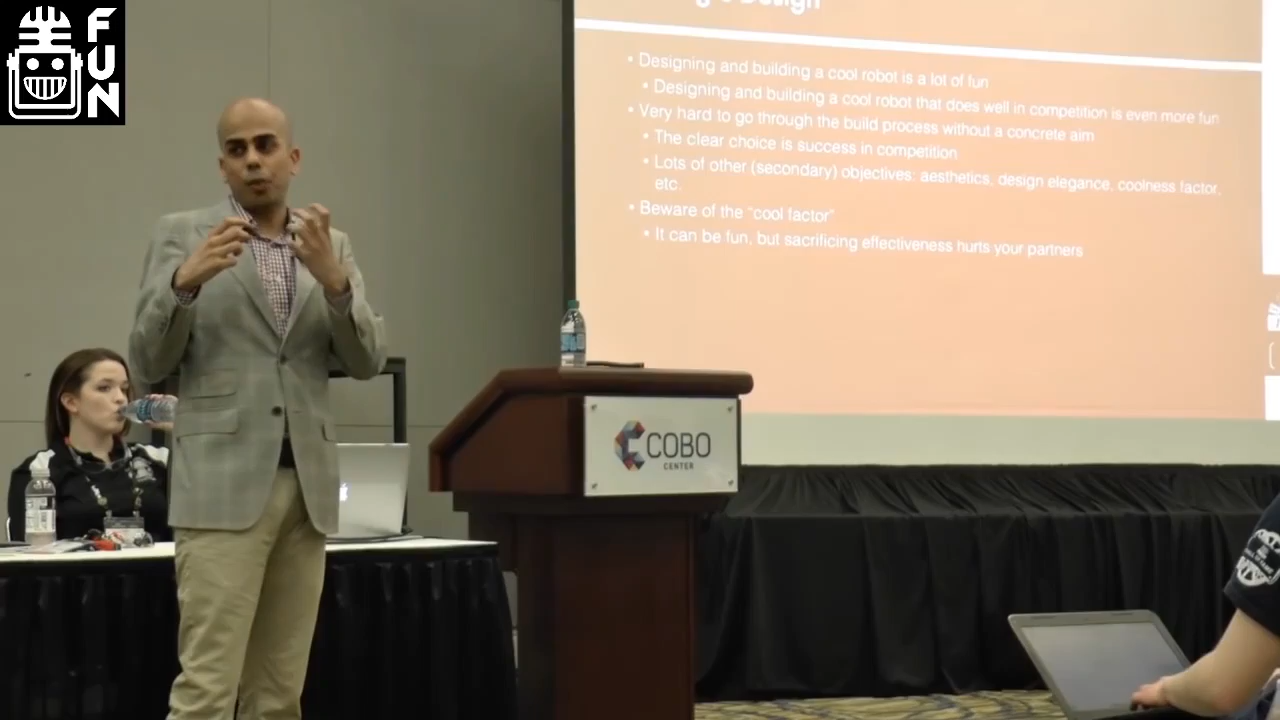 FUN
Design
• Designing and building a cool robot is a lot of fun
• Designing and building a cool robot that does well in competition is even more fun
• Very hard to go through the build process without a concrete aim
• The clear choice is success in competition
• Lots of other (secondary) objectives: aesthetics, design elegance, coolness factor,
etc.
• Beware of the “cool factor”
• It can be fun, but sacrificing effectiveness hurts your partners
COBO
CENTER